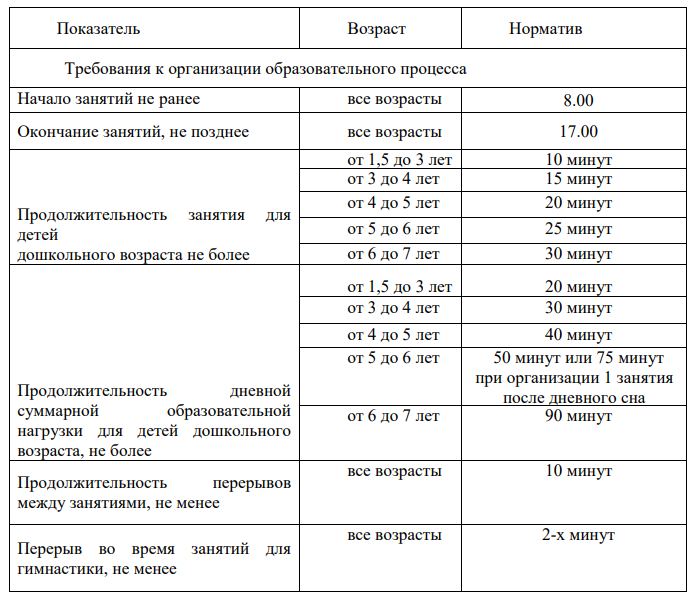 Показатель Возраст Норматив
Требования к организации образовательного процесса
Начало занятий не ранее все возрасты 8.00
Окончание занятий, не позднее все возрасты 17.00
Продолжительность занятия для
детей
дошкольного возраста не более
от 1,5 до 3 лет 10 минут
от 3 до 4 лет 15 минут
от 4 до 5 лет 20 минут
от 5 до 6 лет 25 минут
от 6 до 7 лет 30 минут
Продолжительность дневной
суммарной образовательной
нагрузки для детей дошкольного
возраста, не более
от 1,5 до 3 лет 20 минут
от 3 до 4 лет 30 минут
от 4 до 5 лет 40 минут
от 5 до 6 лет 50 минут или 75 минут
при организации 1 занятия
после дневного сна
от 6 до 7 лет 90 минут
Продолжительность перерывов
между занятиями, не менее
все возрасты 10 минут
Перерыв во время занятий для
гимнастики, не менее
все возрасты 2-х минут